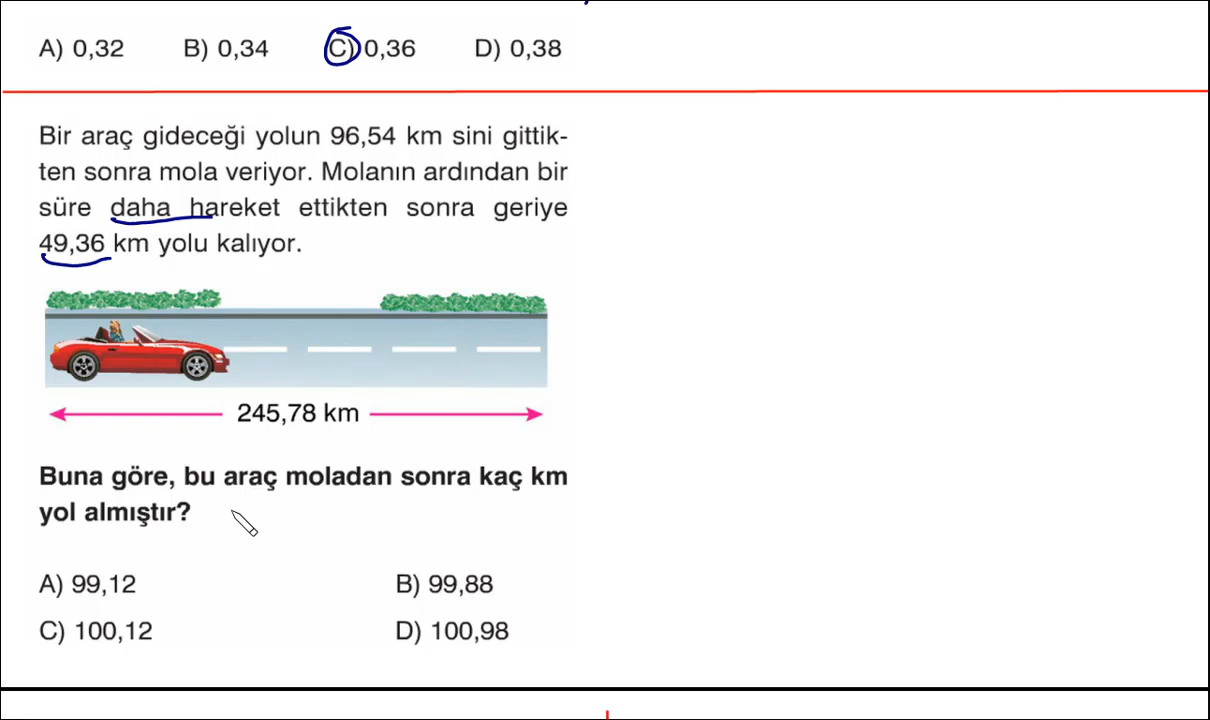 A) 0,32 B) 0,34 C) 0,36 D) 0,38
Bir araç gideceği yolun 96,54 km sini gittik-
ten sonra mola veriyor. Molanın ardından bir
süre daha hareket ettikten sonra geriye
49,36 km yolu kalıyor.
245,78 km
Buna göre, bu araç moladan sonra kaç km
yol almıştır?
A) 99,12 B) 99,88
C) 100,12 D) 100,98